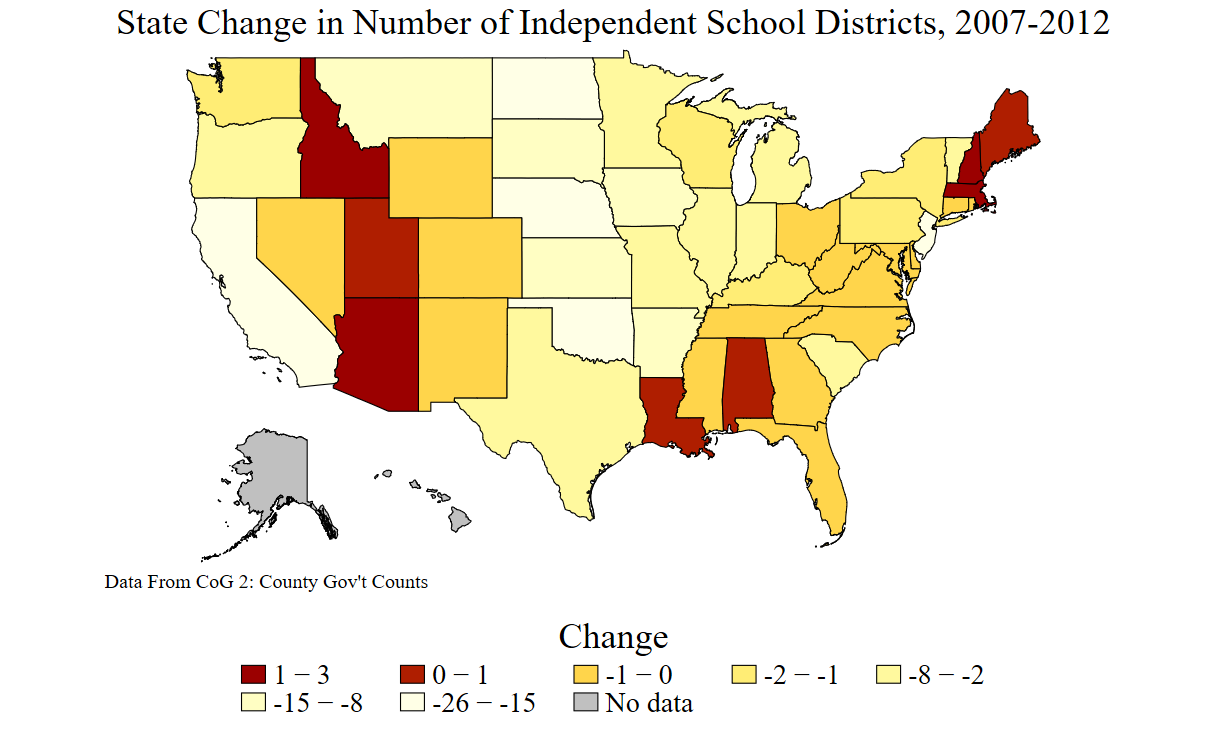 State Change in Number of Independent School Districts, 2007-2012
Data From CoG 2: County Gov't Counts
Change
1 − 3 0 − 1 -1 − 0 -2 − -1 -8 − -2
-15 − -8 -26 − -15 No data